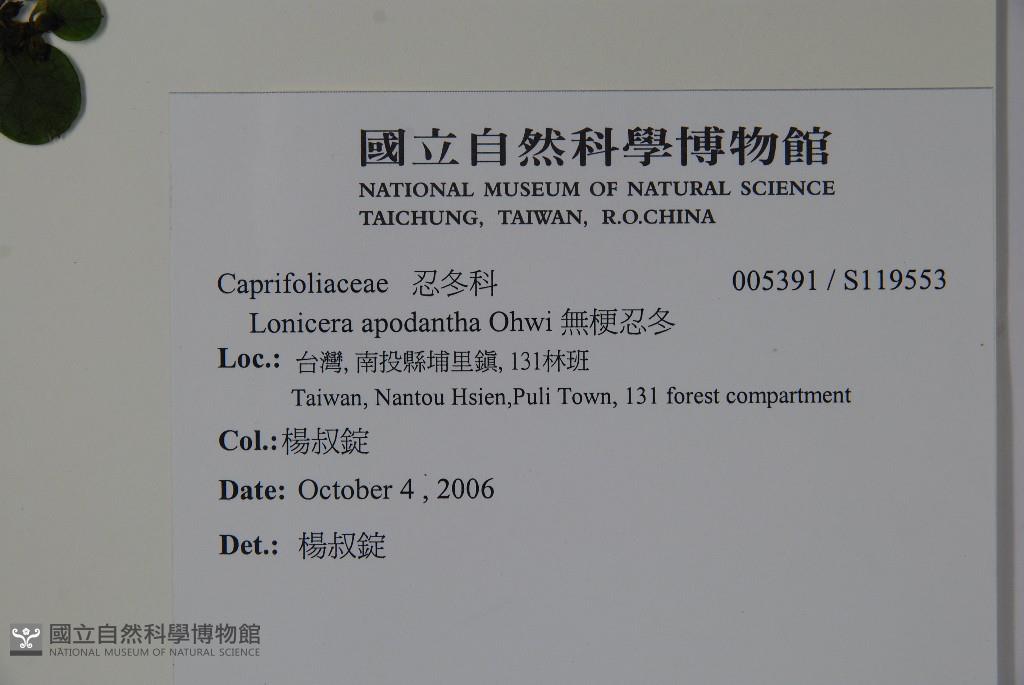 國立自然科學博物館
NATIONAL MUSEUM OF NATURAL SCIENCE
TAICHUNG, TAIWAN, R.O.CHINA
Caprifoliaceae 忍冬科 005391 / S119553
Lonicera apodantha Ohwi 無梗忍冬
Loc.: 台灣, 南投縣埔里鎮, 131林班
Taiwan, Nantou Hsien,Puli Town, 131 forest compartment
Col.: 楊叔錠
Date: October 4 , 2006
Det.: 楊叔錠
國立自然科學博物館
NATIONAL MUSEUM OF NATURAL SCIENCE